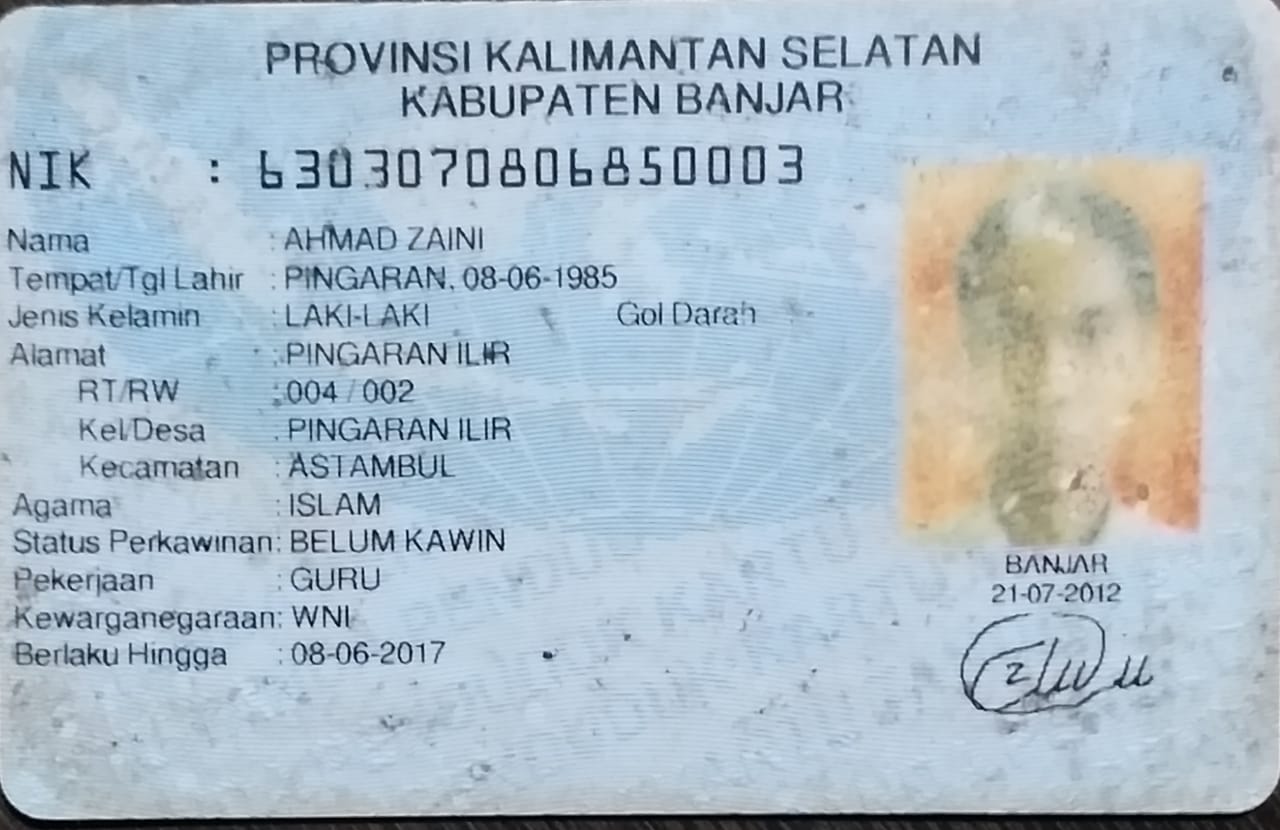 PROVINSI KALIMANTAN SELATAN
KABUPATEN BANJAR
NIK : 6303070806850003
Nama : AHMAD ZAINI
Tempat/Tgl Lahir : PINGARAN, 08-06-1985
Jenis Kelamin : LAKI-LAKI Gol Darah
Alamat : PINGARAN ILIR
RT/RW : 004 / 002
Kel/Desa : PINGARAN ILIR
Kecamatan : ASTAMBUL
Agama : ISLAM
Status Perkawinan: BELUM KAWIN
Pekerjaan : GURU
Kewarganegaraan: WNI
Berlaku Hingga : 08-06-2017
BANJAR
21-07-2012